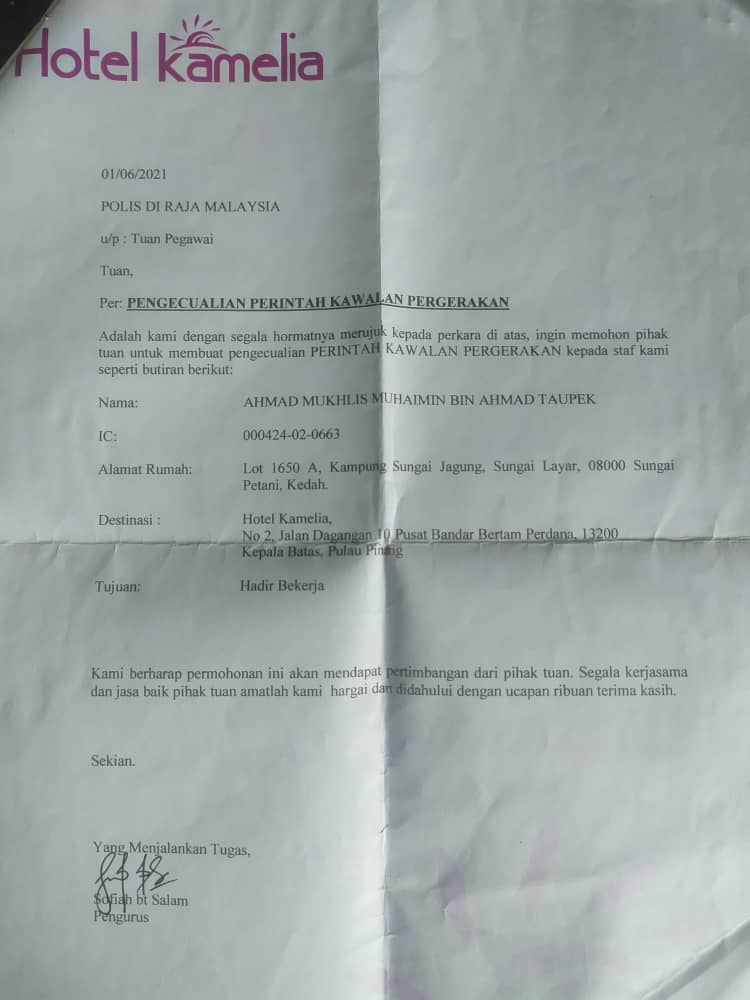 Hotel Kamelia
01/06/2021
POLIS DI RAJA MALAYSIA
u/p : Tuan Pegawai
Tuan,
Per: PENGECUALIAN PERINTAH KAWALAN PERGERAKAN
Adalah kami dengan segala hormatnya merujuk kepada perkara di atas, ingin memohon pihak
tuan untuk membuat pengecualian PERINTAH KAWALAN PERGERAKAN kepada staf kami
seperti butiran berikut:
Nama: AHMAD MUKHLIS MUHAIMIN BIN AHMAD TAUPEK
IC: 000424-02-0663
Alamat Rumah: Lot 1650 A, Kampung Sungai Jagung, Sungai Layar, 08000 Sungai
Petani, Kedah.
Destinasi : Hotel Kamelia,
No 2, Jalan Dagangan 10 Pusat Bandar Bertam Perdana, 13200
Kepala Batas, Pulau Pinang
Tujuan: Hadir Bekerja
Kami berharap permohonan ini akan mendapat pertimbangan dari pihak tuan. Segala kerjasama
dan jasa baik pihak tuan amatlah kami hargai dan didahului dengan ucapan ribuan terima kasih.
Sekian.
Yang Menjalankan Tugas,
Sofiah bt Salam
Pengurus